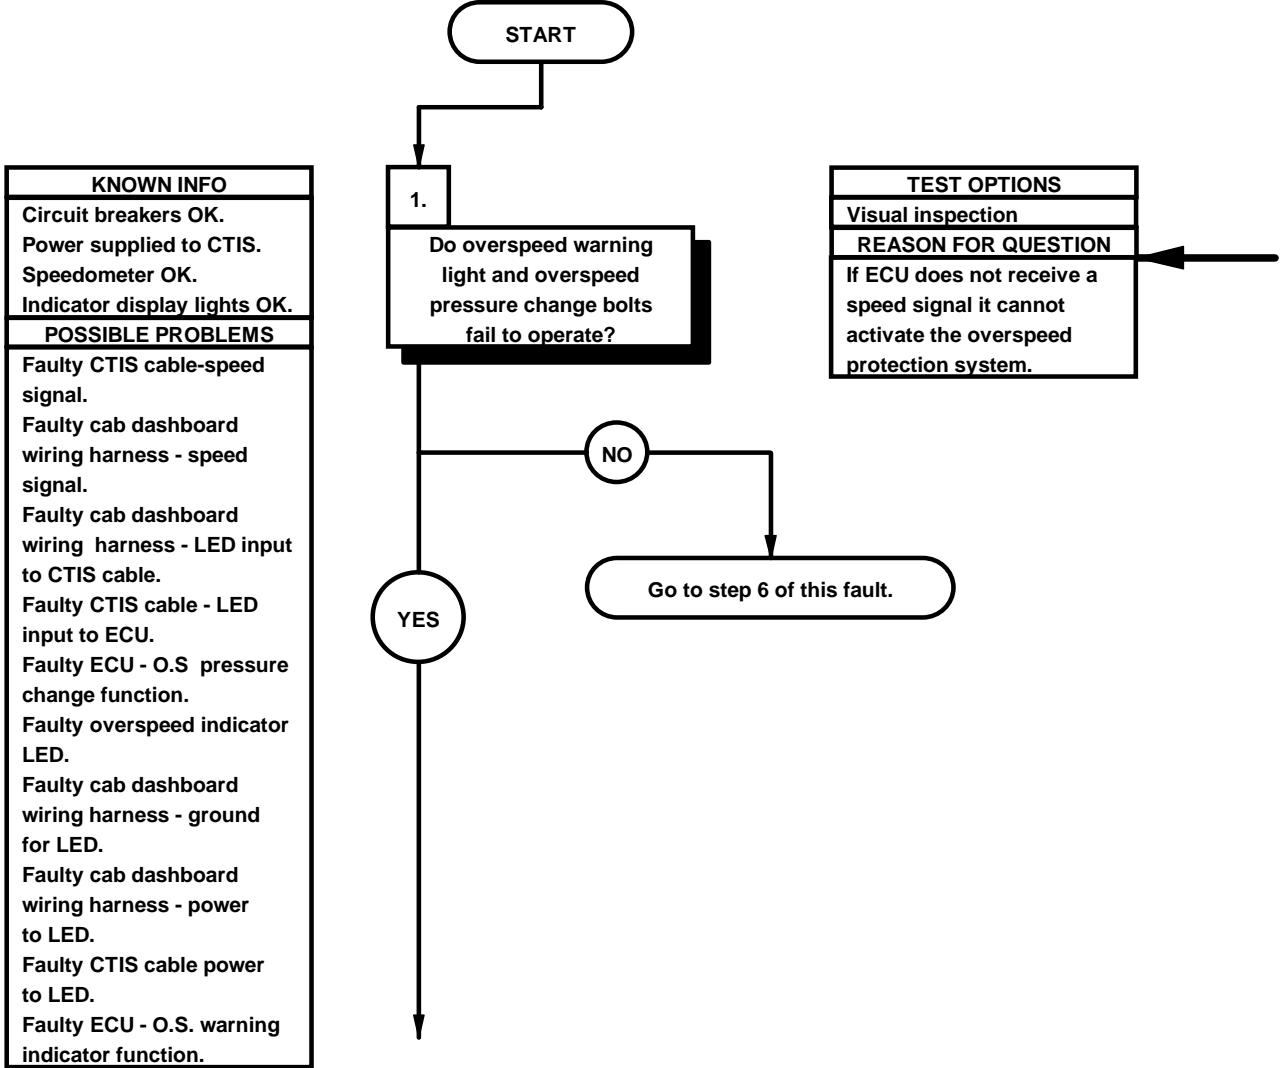 START
KNOWN INFO
Circuit breakers OK.
Power supplied to CTIS.
Speedometer OK.
Indicator display lights OK.
POSSIBLE PROBLEMS
Faulty CTIS cable-speed
signal.
Faulty cab dashboard
wiring harness - speed
signal.
Faulty cab dashboard
wiring harness - LED input
to CTIS cable.
Faulty CTIS cable - LED
input to ECU.
Faulty ECU - O.S pressure
change function.
Faulty overspeed indicator
LED.
Faulty cab dashboard
wiring harness - ground
for LED.
Faulty cab dashboard
wiring harness - power
to LED.
Faulty CTIS cable power
to LED.
Faulty ECU - O.S. warning
indicator function.
1.
Do overspeed warning
light and overspeed
pressure change bolts
fail to operate?
NO
Go to step 6 of this fault.
YES
TEST OPTIONS
Visual inspection
REASON FOR QUESTION
If ECU does not receive a
speed signal it cannot
activate the overspeed
protection system.